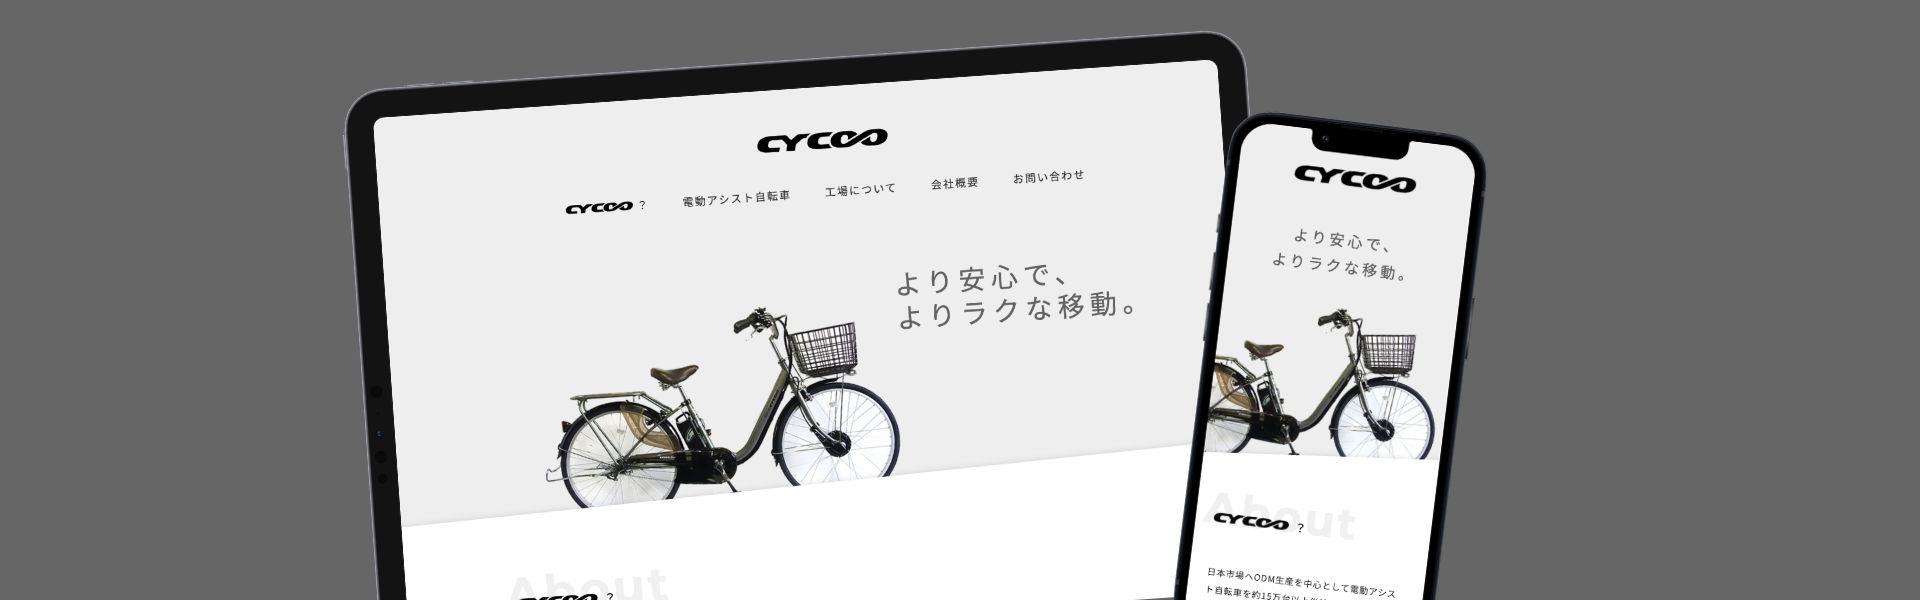 CYCOO
CYCOO ? 電動アシスト自転車 工場について 会社概要 お問い合わせ
より安心で、
よりラクな移動。
About
CYCOO ?
CYCOO
より安心で、
よりラクな移動。
About
CYCOO ?
日本市場へODM生産を中心として電動アシス
ト自転車を約15万台以上